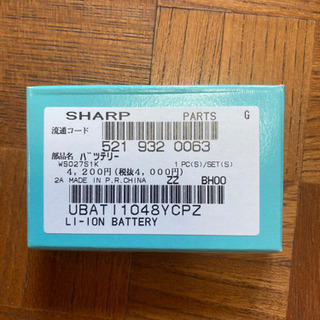 SHARP PARTS G
流通コード
521 932 0063
部品名 バッテリー
WS027S1K 1 PC(S)/SET(S)
4,200円(税抜4,000円)
2A MADE IN P.R.CHINA ZZ BH00
UBATI1048YCPZ
LI-ION BATTERY